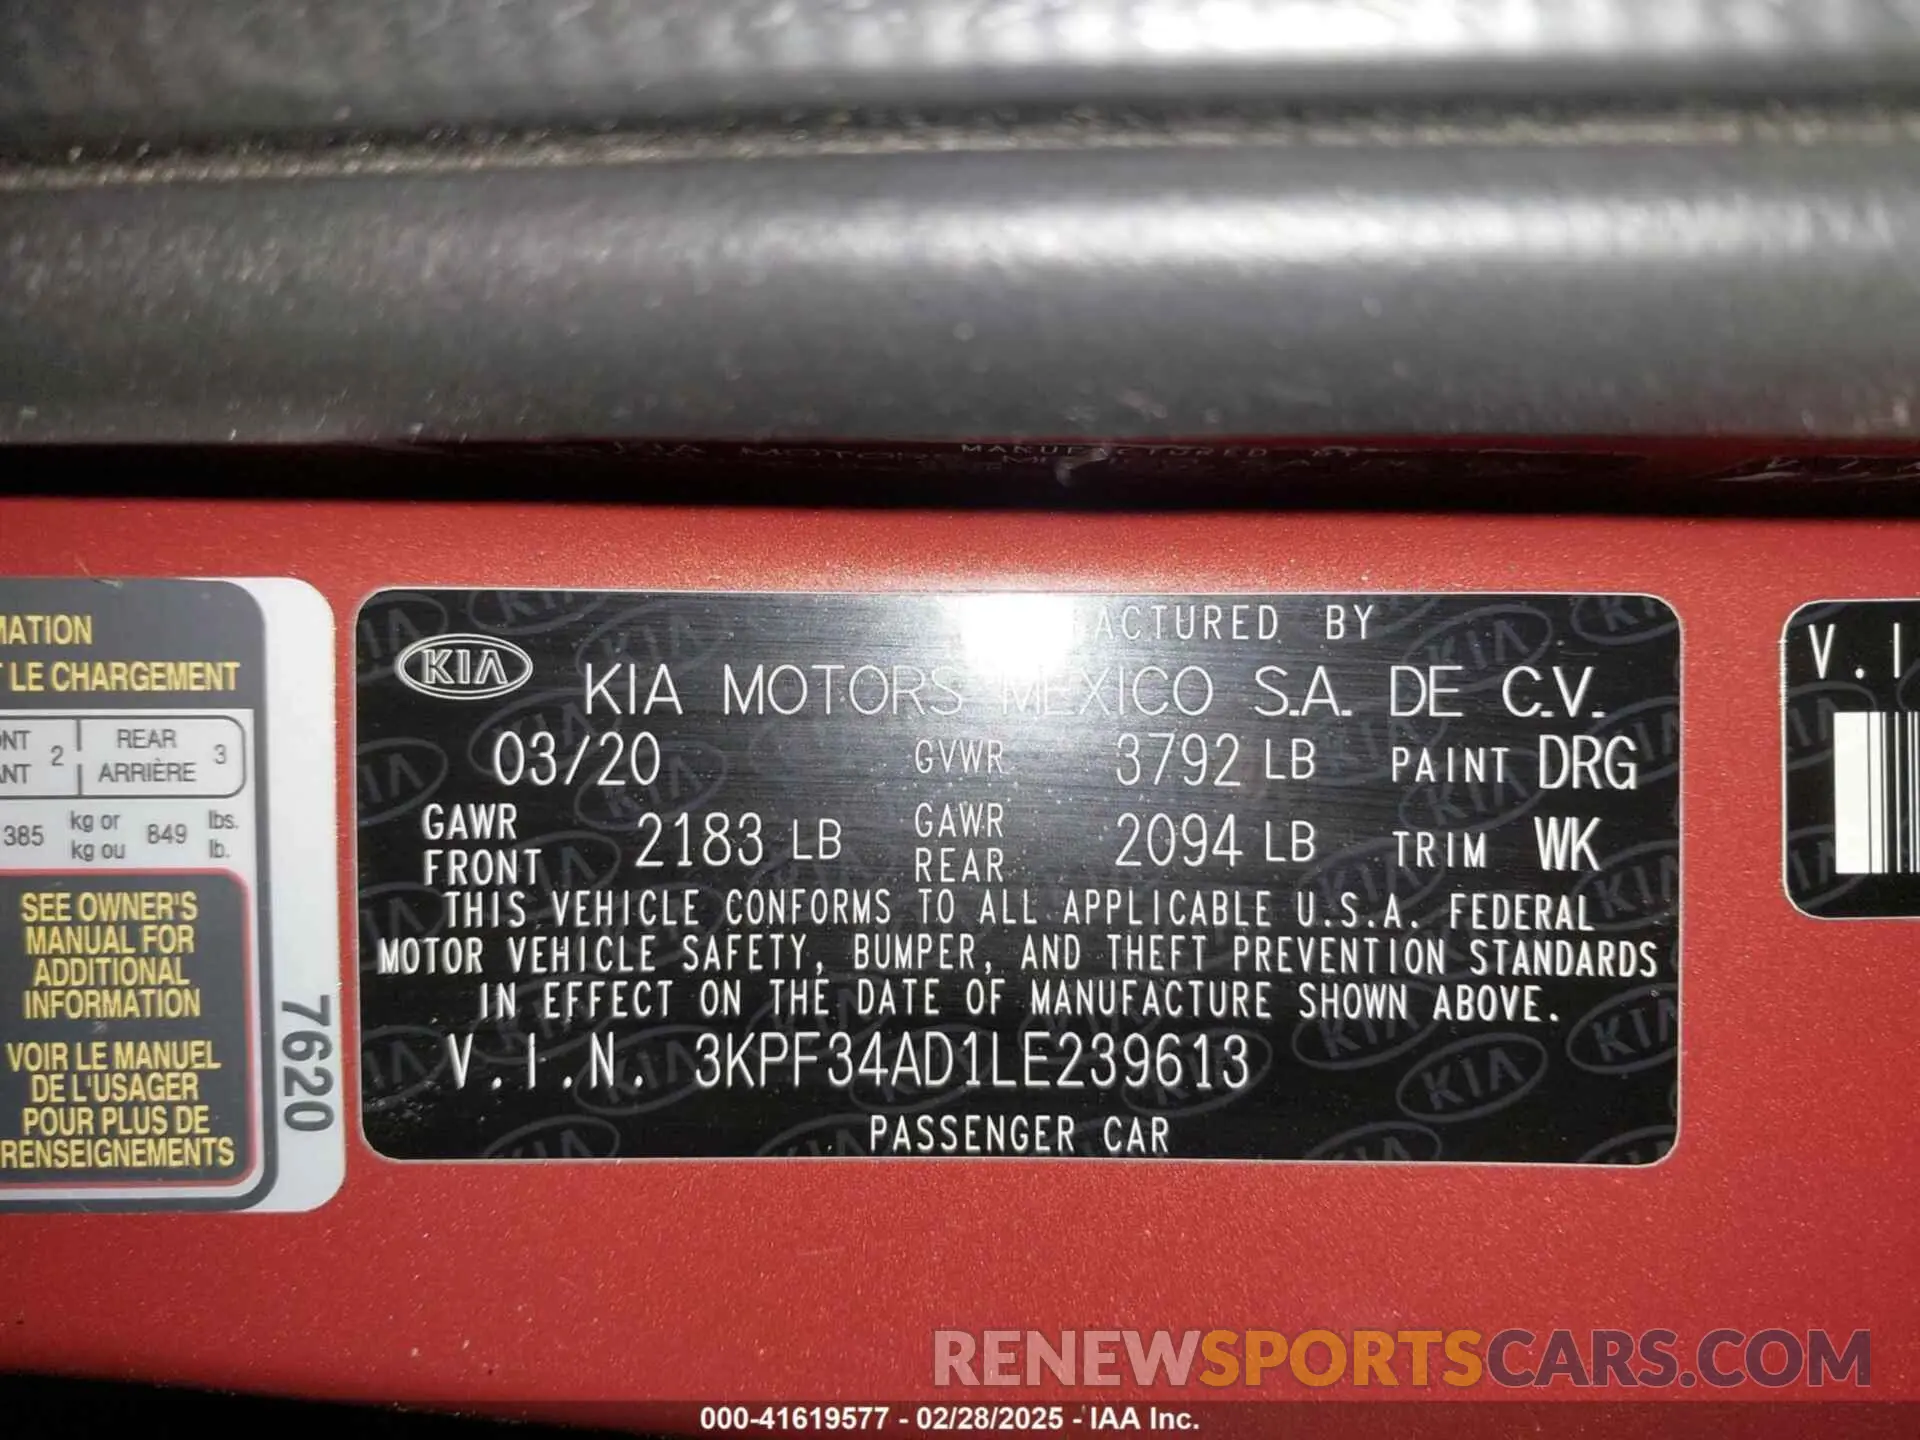 MANUFACTURED BY
MATION
T LE CHARGEMENT
2 REAR 3
ARRIÈRE
385 kg or 849 lbs.
kg ou lb.
SEE OWNER'S
MANUAL FOR
ADDITIONAL
INFORMATION
VOIR LE MANUEL
DE L'USAGER
POUR PLUS DE
RENSEIGNEMENTS
7620
ACTURED BY
KIA KIA MOTORS MEXICO S.A. DE C.V.
03/20 GVWR 3792 LB PAINT DRG
GAWR FRONT 2183 LB GAWR REAR 2094 LB TRIM WK
THIS VEHICLE CONFORMS TO ALL APPLICABLE U.S.A. FEDERAL
MOTOR VEHICLE SAFETY, BUMPER, AND THEFT PREVENTION STANDARDS
IN EFFECT ON THE DATE OF MANUFACTURE SHOWN ABOVE.
V.I.N. 3KPF34AD1LE239613
PASSENGER CAR
V.I
RENEWSPORTSCARS.COM
000-41619577 - 02/28/2025 - IAA Inc.